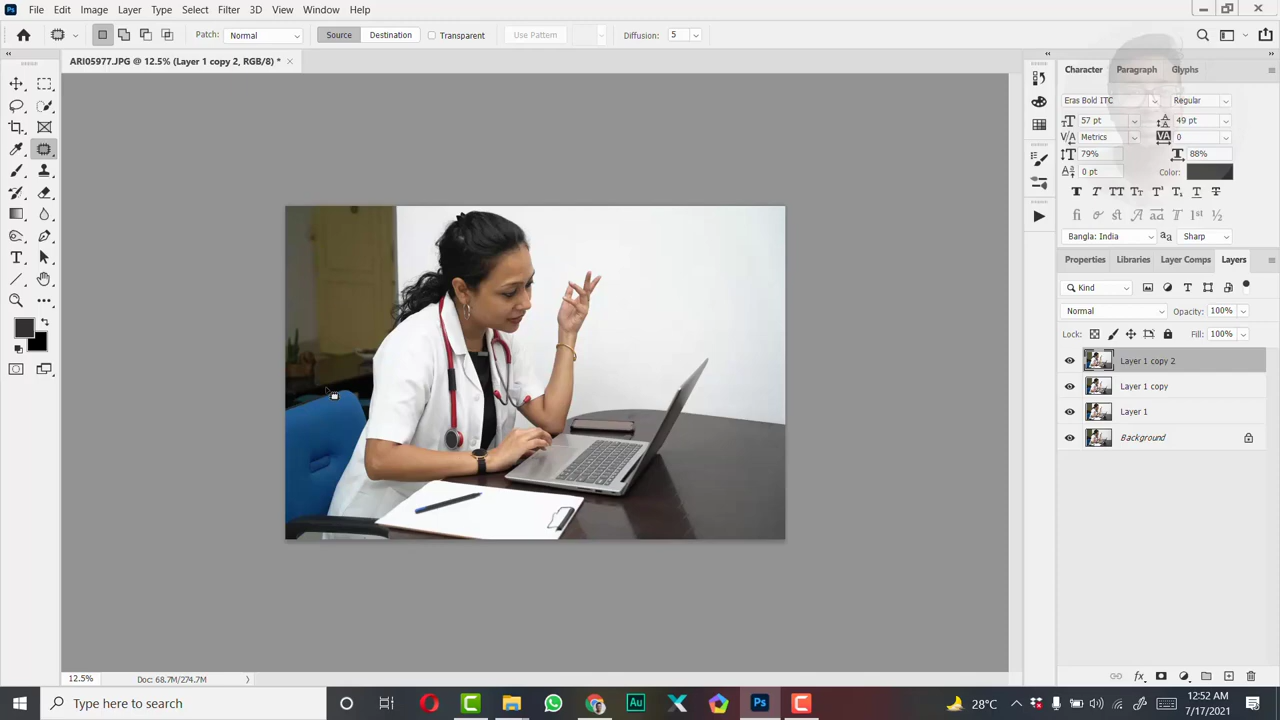 File Edit Image Layer Type Select Filter 3D View Window Help
Patch: Normal Source Destination Transparent Use Pattern Diffusion: 5
ARI05977.JPG @ 12.5% (Layer 1 copy 2, RGB/8) *
Character Paragraph Glyphs
Eras Bold ITC Regular
57 pt 49 pt
Metrics 0
79% 88%
0 pt Color:
Bangla: India Sharp
Properties Libraries Layer Comps Layers
Kind
Normal Opacity: 100%
Lock: Fill: 100%
Layer 1 copy 2
Layer 1 copy
Layer 1
Background
12.5% Doc: 68.7M/274.7M
Type here to search
28°C
12:52 AM
7/17/2021